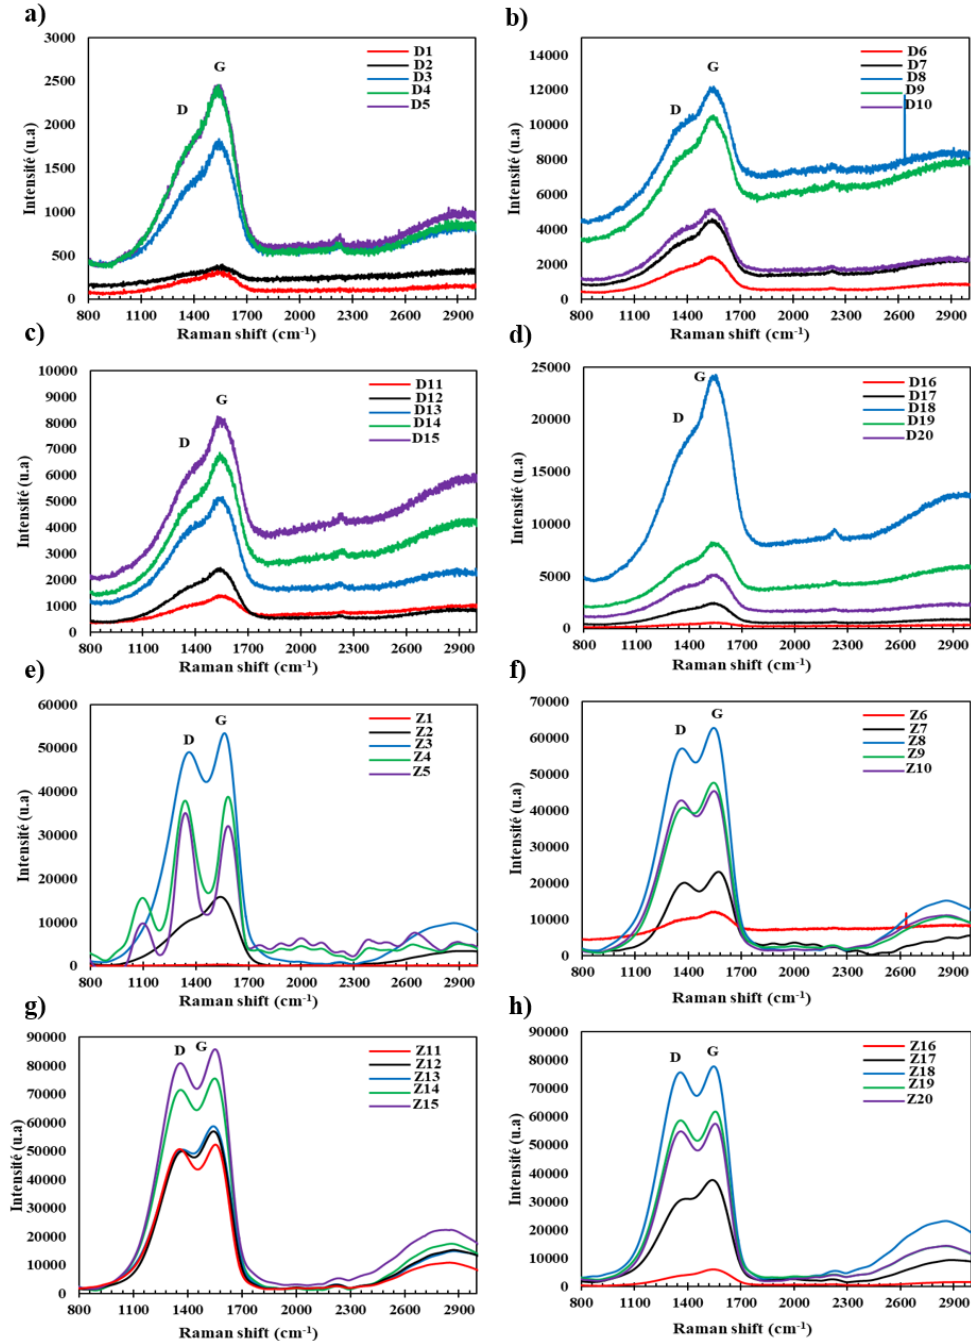 a)
3000
2500
2000
1500
1000
500
0
Intensité (u.a)
D
G
D1
D2
D3
D4
D5
800 1100 1400 1700 2000 2300 2600 2900
Raman shift (cm-1)
b)
14000
12000
10000
8000
6000
4000
2000
0
Intensité (u.a)
D
G
D6
D7
D8
D9
D10
800 1100 1400 1700 2000 2300 2600 2900
Raman shift (cm-1)
c)
10000
9000
8000
7000
6000
5000
4000
3000
2000
1000
0
Intensité (u.a)
D
G
D11
D12
D13
D14
D15
800 1100 1400 1700 2000 2300 2600 2900
Raman shift (cm-1)
d)
25000
20000
15000
10000
5000
0
Intensité (u.a)
D
G
D16
D17
D18
D19
D20
800 1100 1400 1700 2000 2300 2600 2900
Raman shift (cm-1)
e)
60000
50000
40000
30000
20000
10000
0
Intensité (u.a)
D
G
Z1
Z2
Z3
Z4
Z5
800 1100 1400 1700 2000 2300 2600 2900
Raman shift (cm-1)
f)
70000
60000
50000
40000
30000
20000
10000
0
Intensité (u.a)
D
G
Z6
Z7
Z8
Z9
Z10
800 1100 1400 1700 2000 2300 2600 2900
Raman shift (cm-1)
g)
90000
80000
70000
60000
50000
40000
30000
20000
10000
0
Intensité (u.a)
D
G
Z11
Z12
Z13
Z14
Z15
800 1100 1400 1700 2000 2300 2600 2900
Raman shift (cm-1)
h)
90000
80000
70000
60000
50000
40000
30000
20000
10000
0
Intensité (u.a)
D
G
Z16
Z17
Z18
Z19
Z20
800 1100 1400 1700 2000 2300 2600 2900
Raman shift (cm-1)